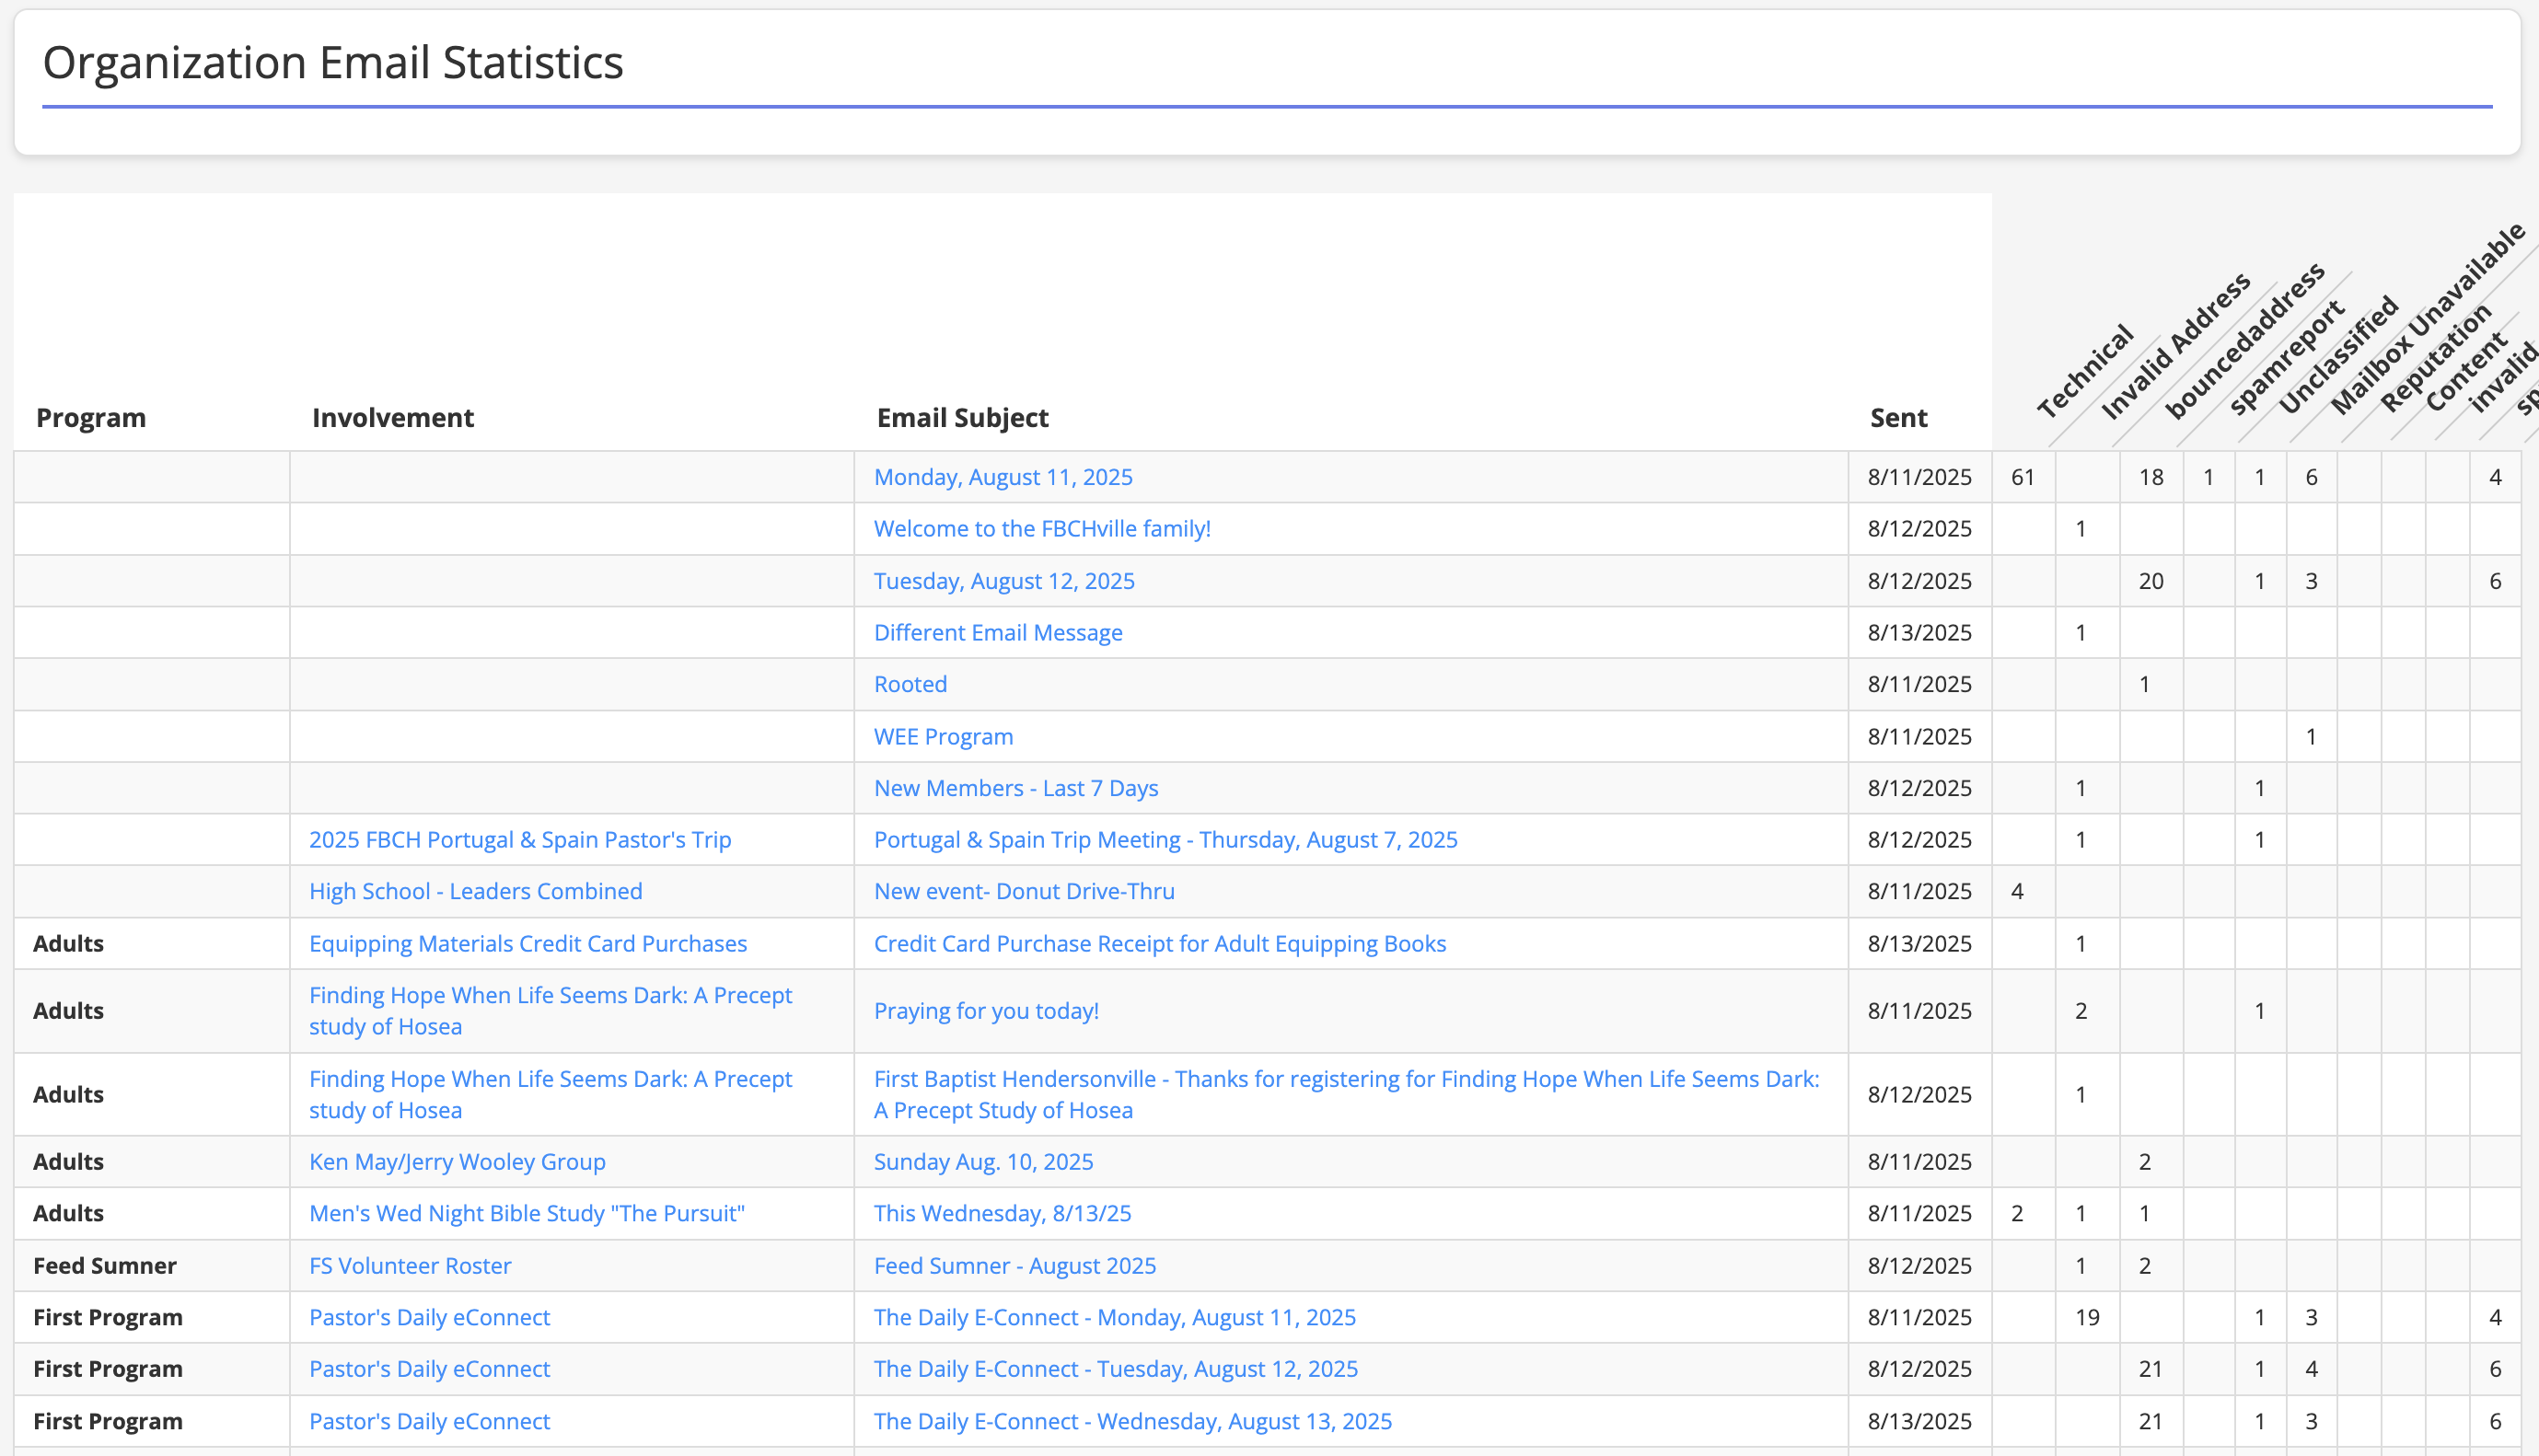 Organization Email Statistics
Program Involvement Email Subject Sent Technical Invalid Address bouncedaddress spamreport Unclassified Mailbox Unavailable Reputation Content invalid
Monday, August 11, 2025 8/11/2025 61 18 1 1 6 4
Welcome to the FBCHville family! 8/12/2025 1
Tuesday, August 12, 2025 8/12/2025 20 1 3 6
Different Email Message 8/13/2025 1
Rooted 8/11/2025 1
WEE Program 8/11/2025 1
New Members - Last 7 Days 8/12/2025 1 1
2025 FBCH Portugal & Spain Pastor's Trip Portugal & Spain Trip Meeting - Thursday, August 7, 2025 8/12/2025 1 1
High School - Leaders Combined New event- Donut Drive-Thru 8/11/2025 4
Adults Equipping Materials Credit Card Purchases Credit Card Purchase Receipt for Adult Equipping Books 8/13/2025 1
Adults Finding Hope When Life Seems Dark: A Precept
study of Hosea Praying for you today! 8/11/2025 2 1
Adults Finding Hope When Life Seems Dark: A Precept
study of Hosea First Baptist Hendersonville - Thanks for registering for Finding Hope When Life Seems Dark:
A Precept Study of Hosea 8/12/2025 1
Adults Ken May/Jerry Wooley Group Sunday Aug. 10, 2025 8/11/2025 2
Adults Men's Wed Night Bible Study "The Pursuit" This Wednesday, 8/13/25 8/11/2025 2 1 1
Feed Sumner FS Volunteer Roster Feed Sumner - August 2025 8/12/2025 1 2
First Program Pastor's Daily eConnect The Daily E-Connect - Monday, August 11, 2025 8/11/2025 19 1 3 4
First Program Pastor's Daily eConnect The Daily E-Connect - Tuesday, August 12, 2025 8/12/2025 21 1 4 6
First Program Pastor's Daily eConnect The Daily E-Connect - Wednesday, August 13, 2025 8/13/2025 21 1 3 6